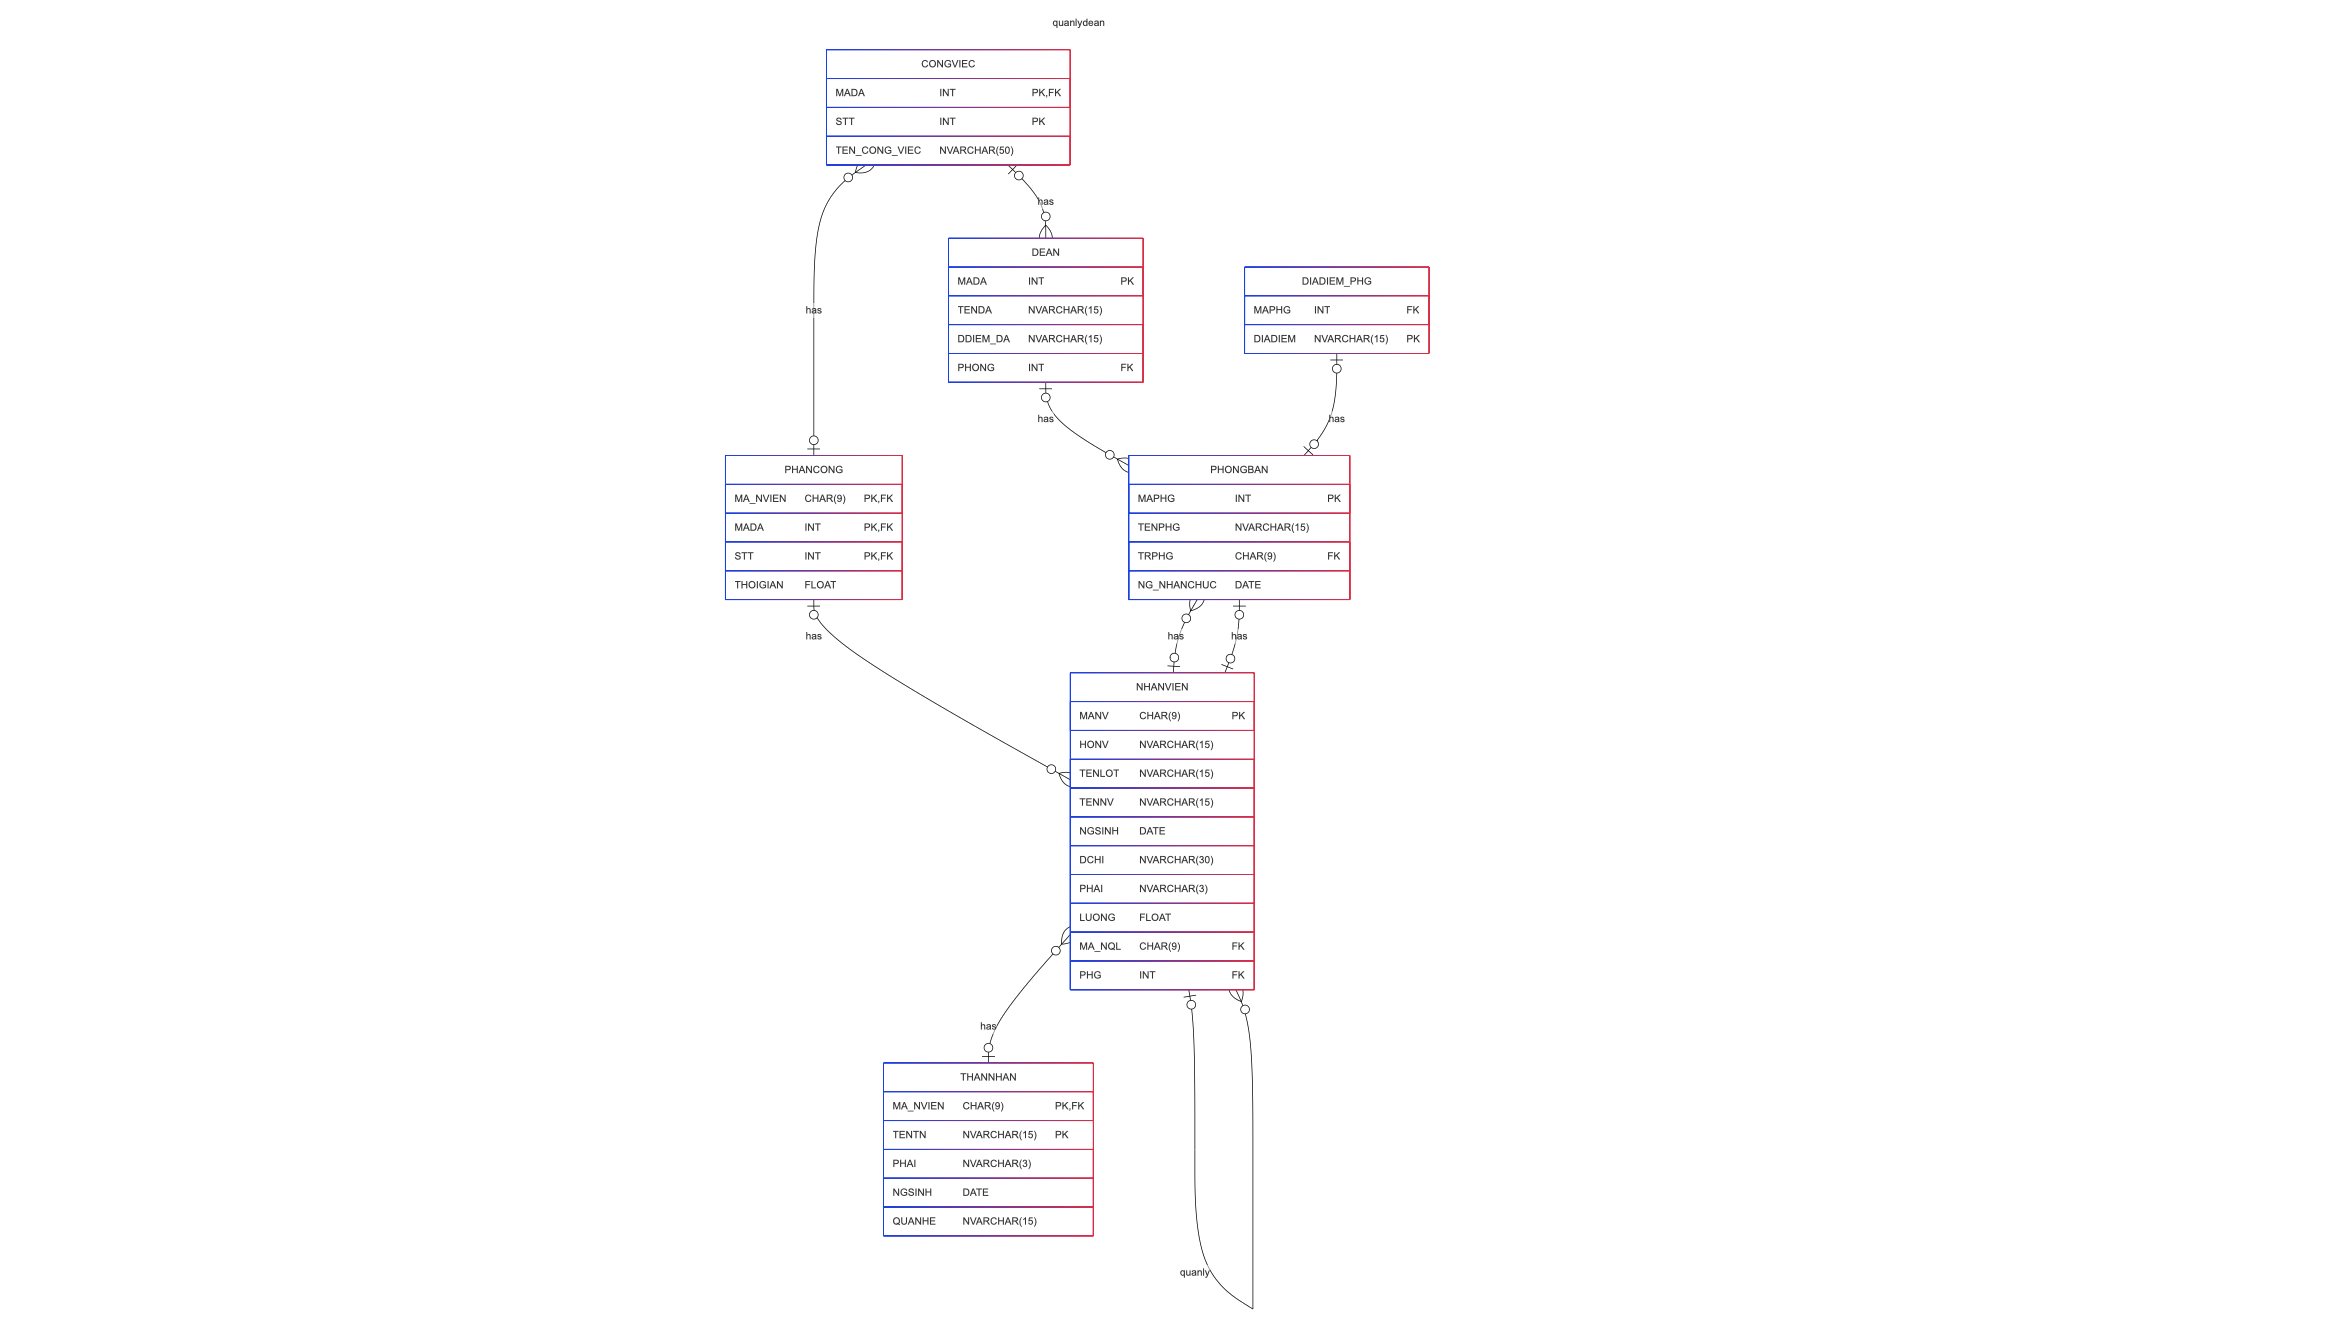 quanlydean
CONGVIEC
MADA INT PK,FK
STT INT PK
TEN_CONG_VIEC NVARCHAR(50)
has
DEAN
MADA INT PK
TENDA NVARCHAR(15)
DDIEM_DA NVARCHAR(15)
PHONG INT FK
DIADIEM_PHG
MAPHG INT FK
DIADIEM NVARCHAR(15) PK
has
has
has
PHANCONG
MA_NVIEN CHAR(9) PK,FK
MADA INT PK,FK
STT INT PK,FK
THOIGIAN FLOAT
PHONGBAN
MAPHG INT PK
TENPHG NVARCHAR(15)
TRPHG CHAR(9) FK
NG_NHANCHUC DATE
has
has
has
NHANVIEN
MANV CHAR(9) PK
HONV NVARCHAR(15)
TENLOT NVARCHAR(15)
TENNV NVARCHAR(15)
NGSINH DATE
DCHI NVARCHAR(30)
PHAI NVARCHAR(3)
LUONG FLOAT
MA_NQL CHAR(9) FK
PHG INT FK
has
THANNHAN
MA_NVIEN CHAR(9) PK,FK
TENTN NVARCHAR(15) PK
PHAI NVARCHAR(3)
NGSINH DATE
QUANHE NVARCHAR(15)
quanly